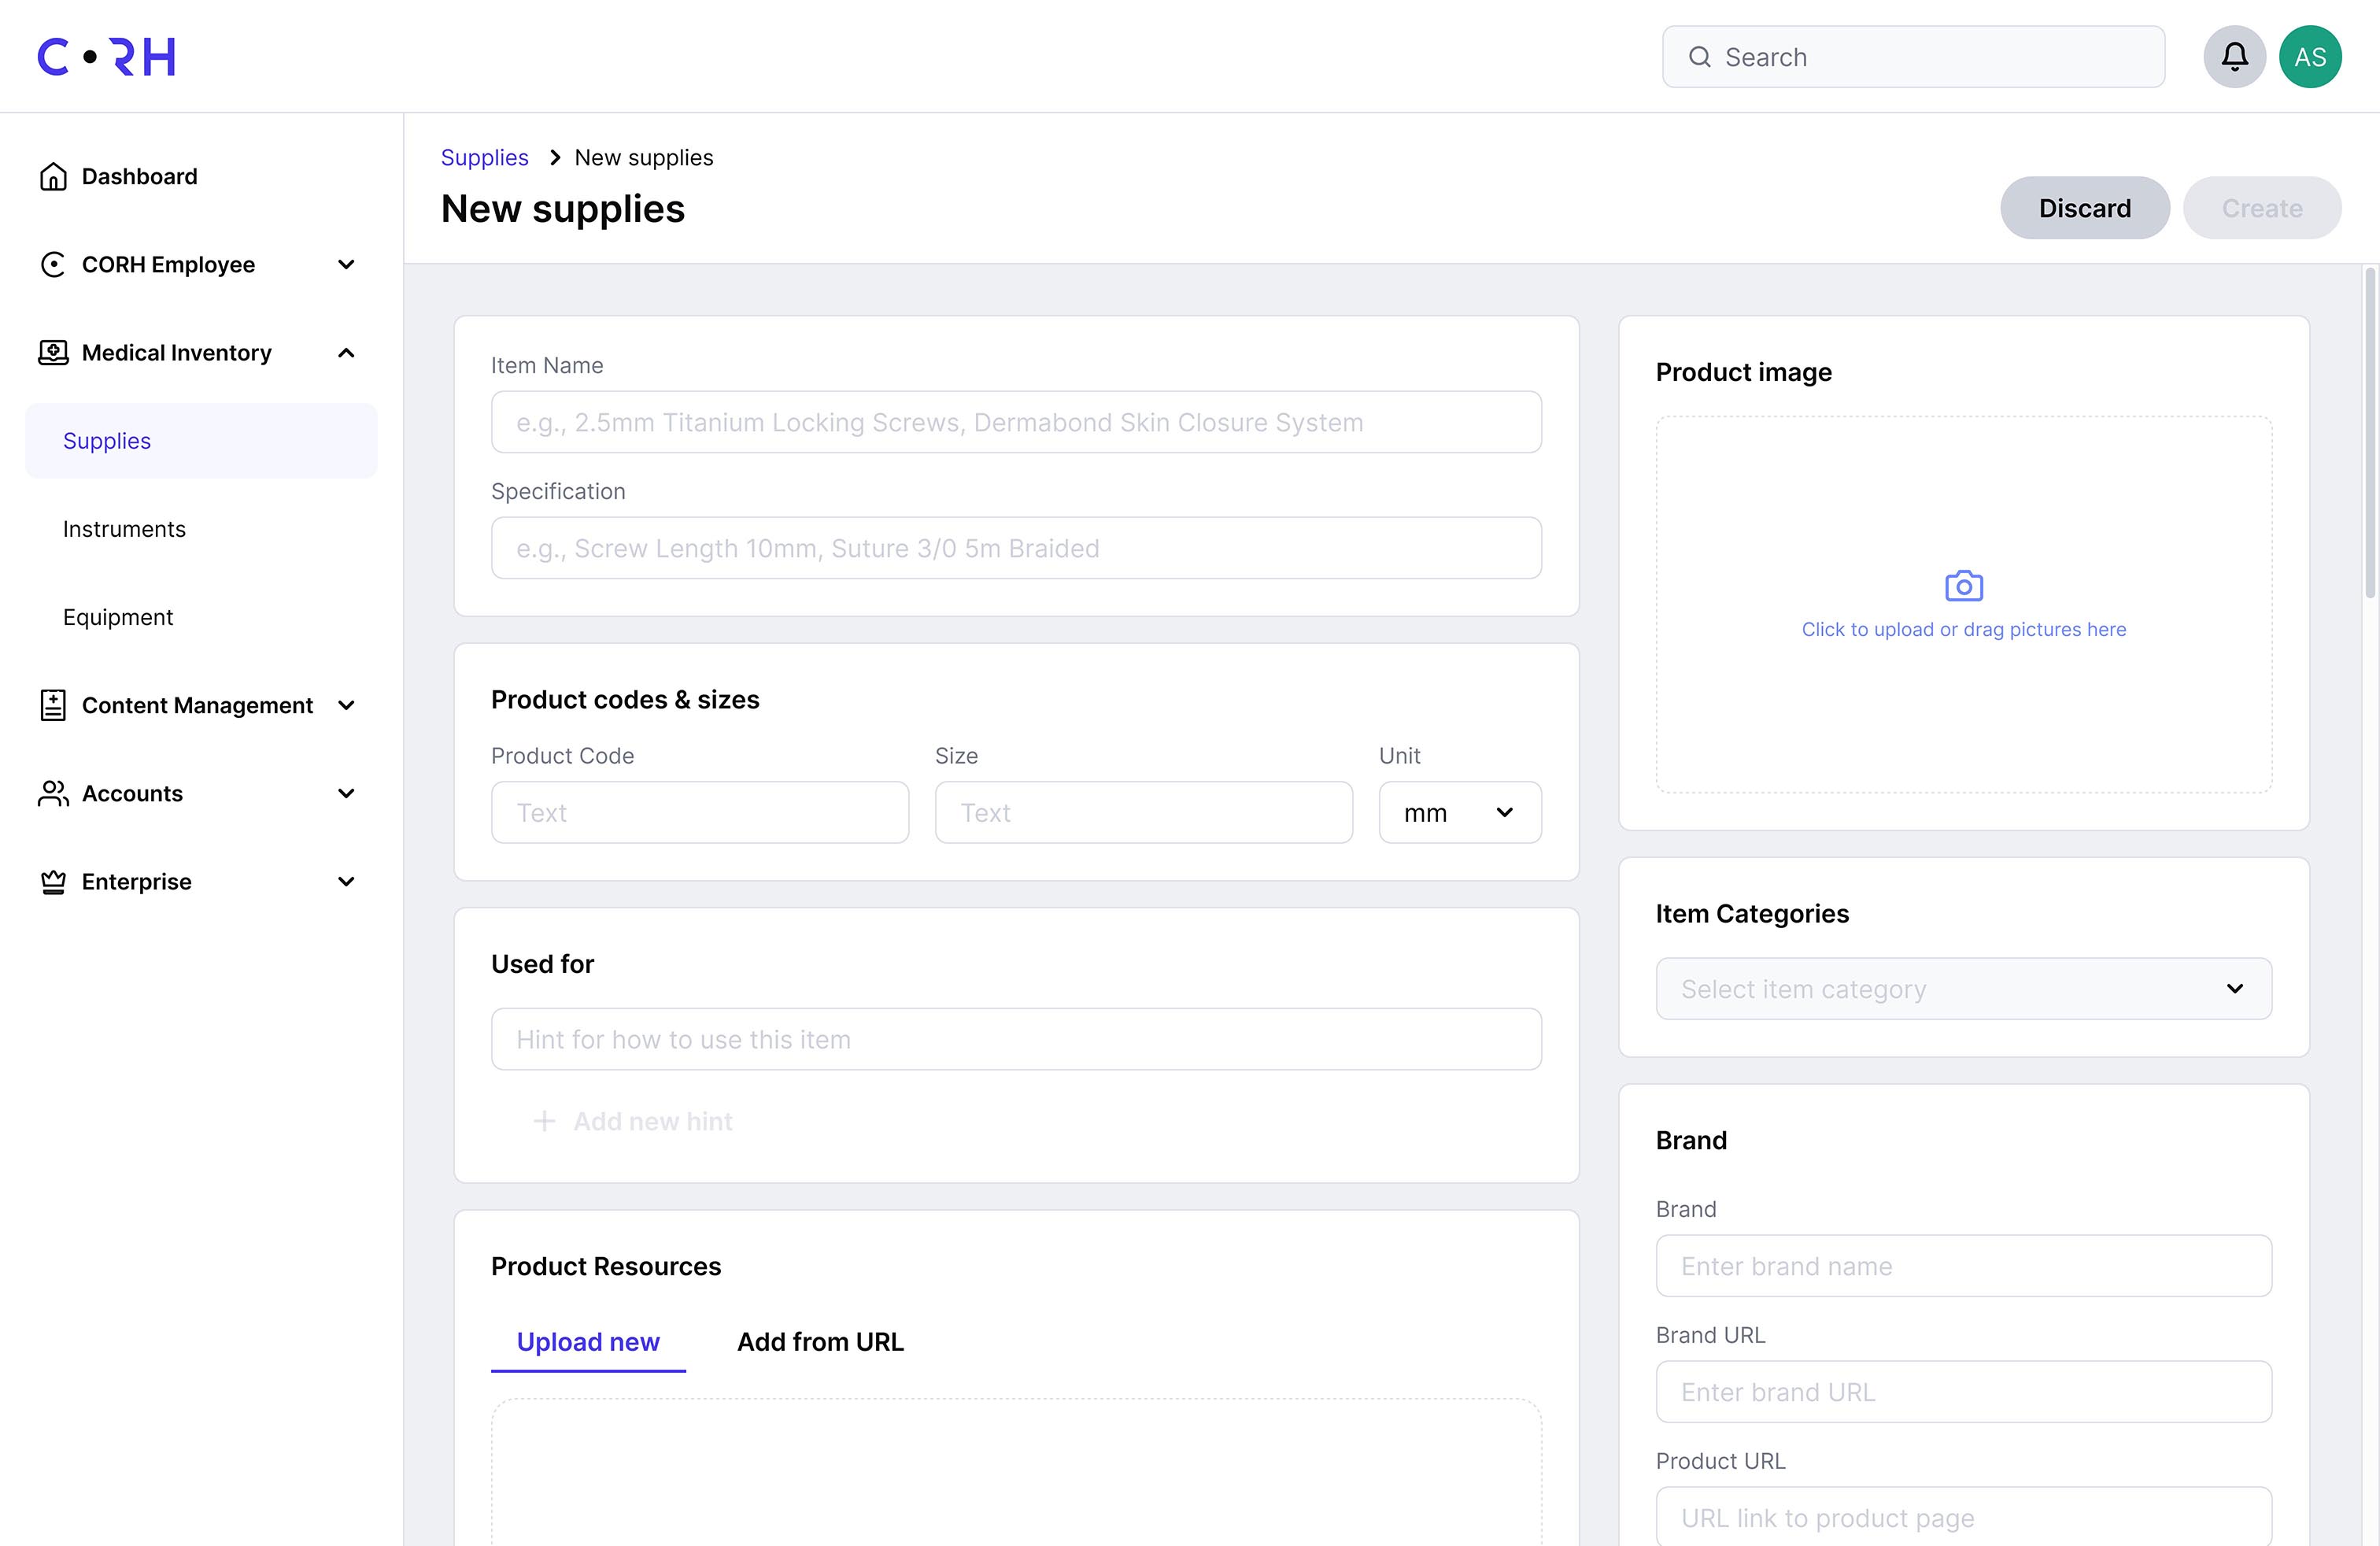 C•RH
Search
AS
Dashboard
CORH Employee
Medical Inventory
Supplies
Instruments
Equipment
Content Management
Accounts
Enterprise
Supplies > New supplies
New supplies
Discard
Create
Item Name
e.g., 2.5mm Titanium Locking Screws, Dermabond Skin Closure System
Specification
e.g., Screw Length 10mm, Suture 3/0 5m Braided
Product codes & sizes
Product Code
Size
Unit
Text
Text
mm
Used for
Hint for how to use this item
+ Add new hint
Product Resources
Upload new
Add from URL
Product image
Click to upload or drag pictures here
Item Categories
Select item category
Brand
Brand
Enter brand name
Brand URL
Enter brand URL
Product URL
URL link to product page